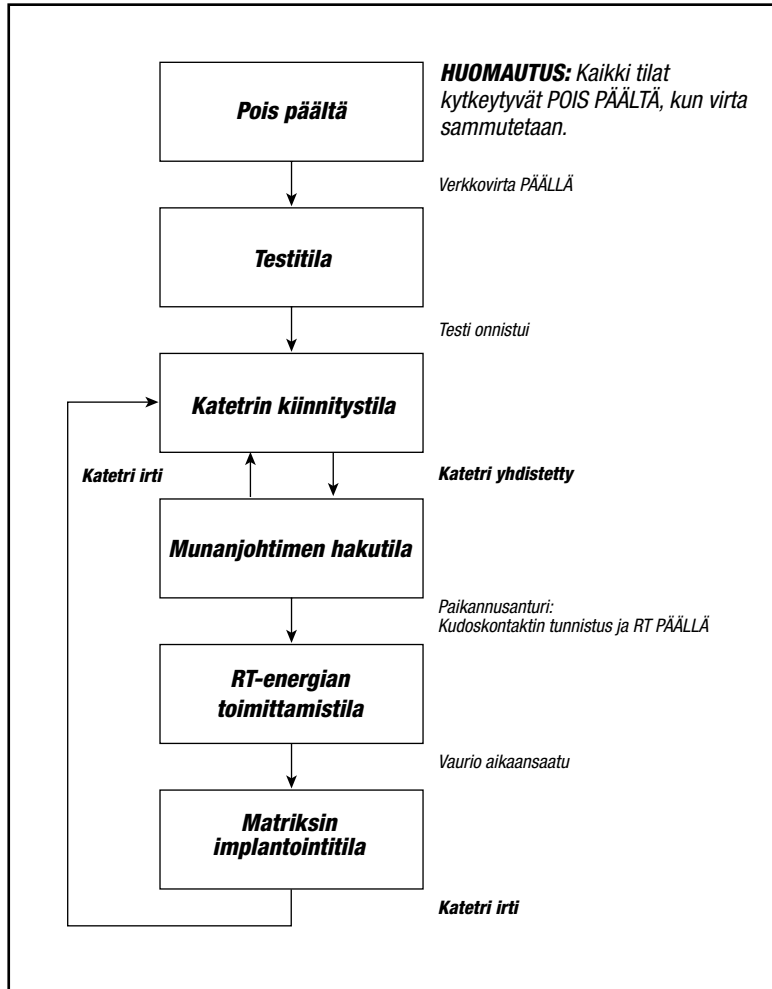 Pois päältä
HUOMAUTUS: Kaikki tilat
kytkeytyvät POIS PÄÄLTÄ, kun virta
sammutetaan.
Verkkovirta PÄÄLLÄ
Testitila
Testi onnistui
Katetrin kiinnitystila
Katetri irti
Katetri yhdistetty
Munanjohtimen hakutila
Paikannusanturi:
Kudoskontaktin tunnistus ja RT PÄÄLLÄ
RT-energian
toimittamistila
Vaurio aikaansaatu
Matriksin
implantointitila
Katetri irti